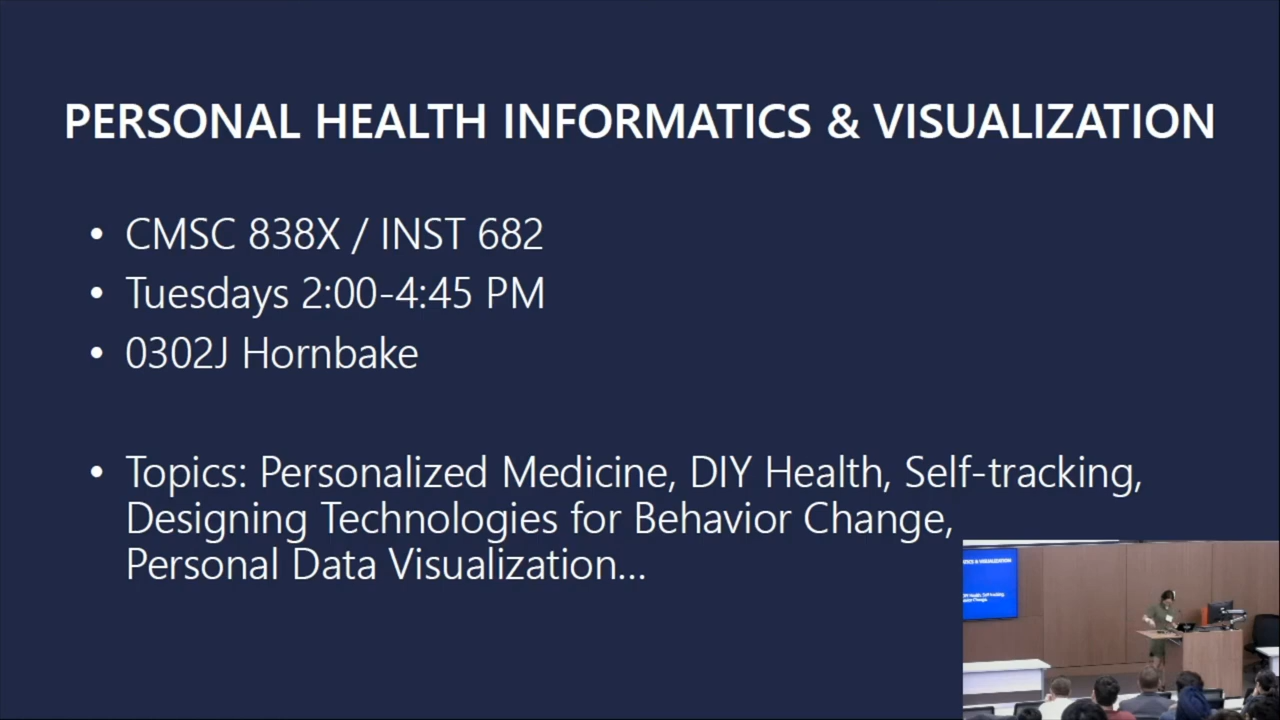 PERSONAL HEALTH INFORMATICS & VISUALIZATION
• CMSC 838X / INST 682
• Tuesdays 2:00-4:45 PM
• 0302J Hornbake
• Topics: Personalized Medicine, DIY Health, Self-tracking,
Designing Technologies for Behavior Change,
Personal Data Visualization...